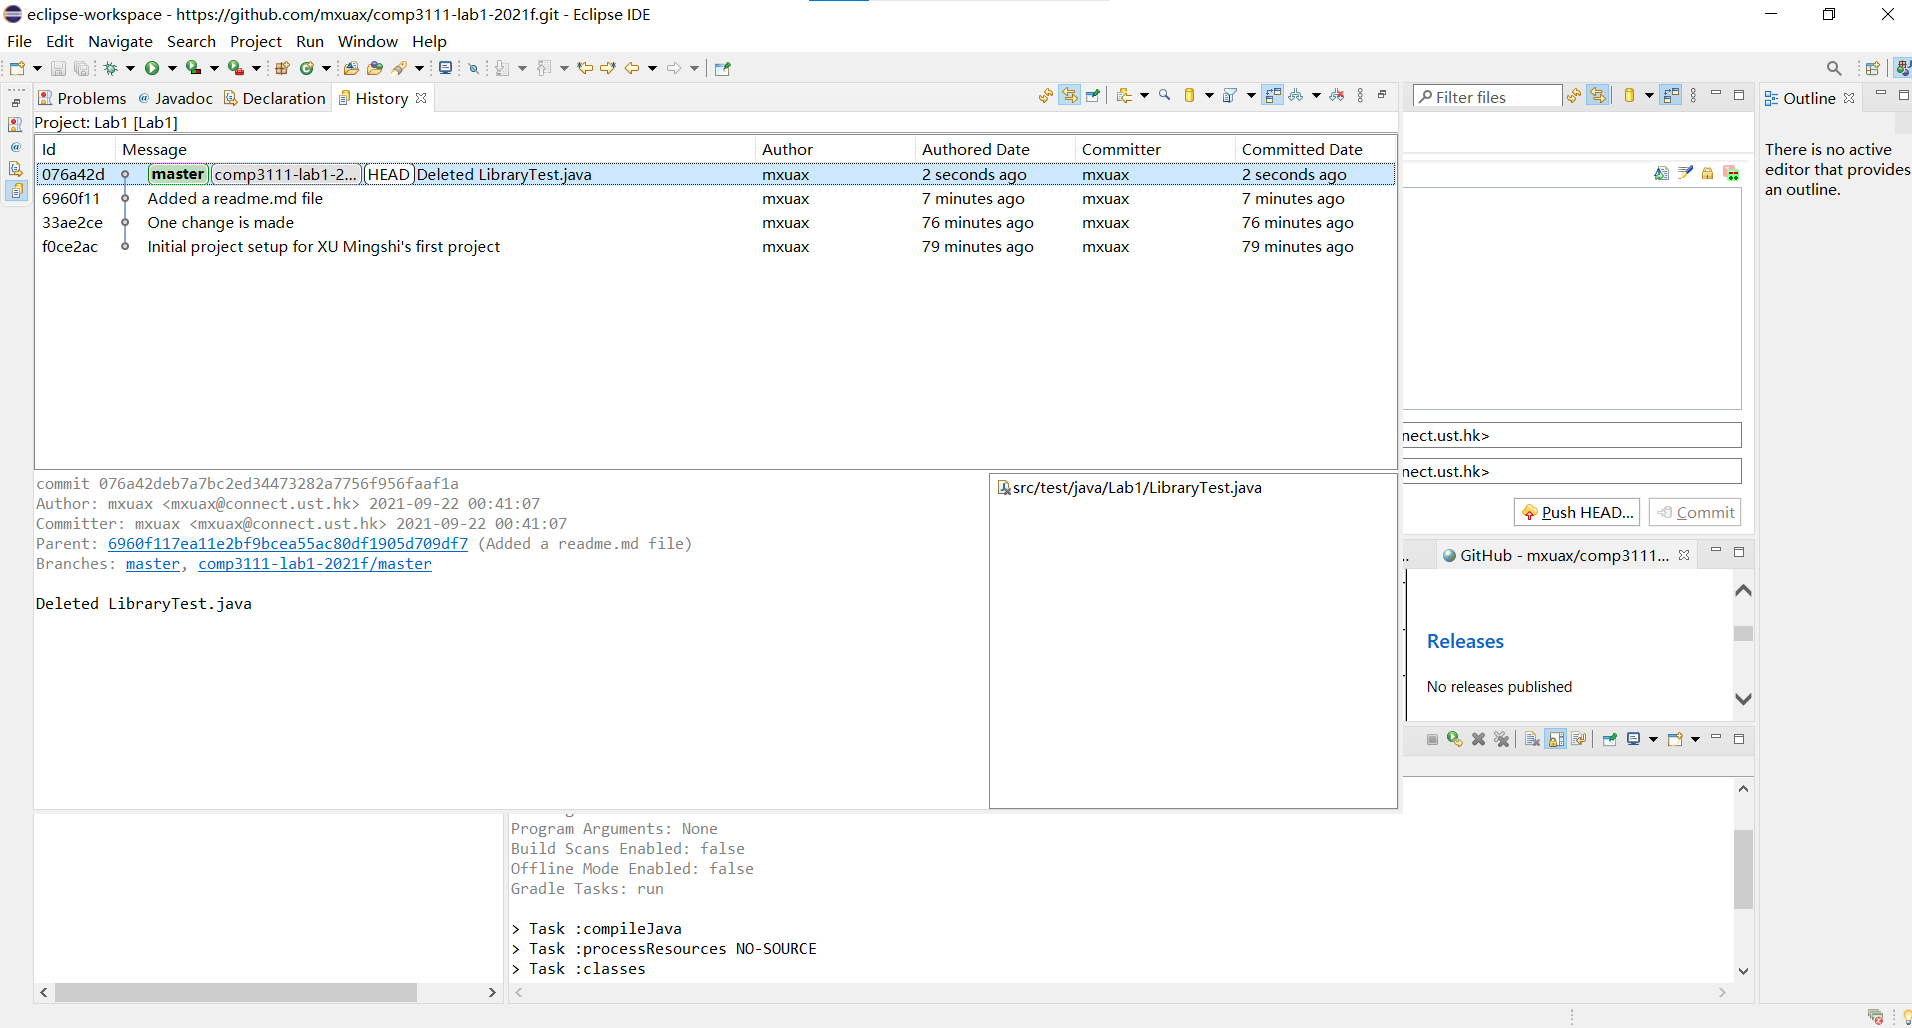 eclipse-workspace - https://github.com/mxuax/comp3111-lab1-2021f.git - Eclipse IDE
File Edit Navigate Search Project Run Window Help
Problems @ Javadoc Declaration History
Filter files
Outline
Project: Lab1 [Lab1]
Id Message Author Authored Date Committer Committed Date
076a42d master comp3111-lab1-2... HEAD Deleted LibraryTest.java mxuax 2 seconds ago mxuax 2 seconds ago
6960f11 Added a readme.md file mxuax 7 minutes ago mxuax 7 minutes ago
33ae2ce One change is made mxuax 76 minutes ago mxuax 76 minutes ago
f0ce2ac Initial project setup for XU Mingshi's first project mxuax 79 minutes ago mxuax 79 minutes ago
There is no active
editor that provides
an outline.
nect.ust.hk>
nect.ust.hk>
Push HEAD... Commit
commit 076a42deb7a7bc2ed34473282a7756f956faaf1a
Author: mxuax <mxuax@connect.ust.hk> 2021-09-22 00:41:07
Committer: mxuax <mxuax@connect.ust.hk> 2021-09-22 00:41:07
Parent: 6960f117ea11e2bf9bcea55ac80df1905d709df7 (Added a readme.md file)
Branches: master, comp3111-lab1-2021f/master
Deleted LibraryTest.java
src/test/java/Lab1/LibraryTest.java
.. GitHub - mxuax/comp3111...
Releases
No releases published
Program Arguments: None
Build Scans Enabled: false
Offline Mode Enabled: false
Gradle Tasks: run
> Task :compileJava
> Task :processResources NO-SOURCE
> Task :classes